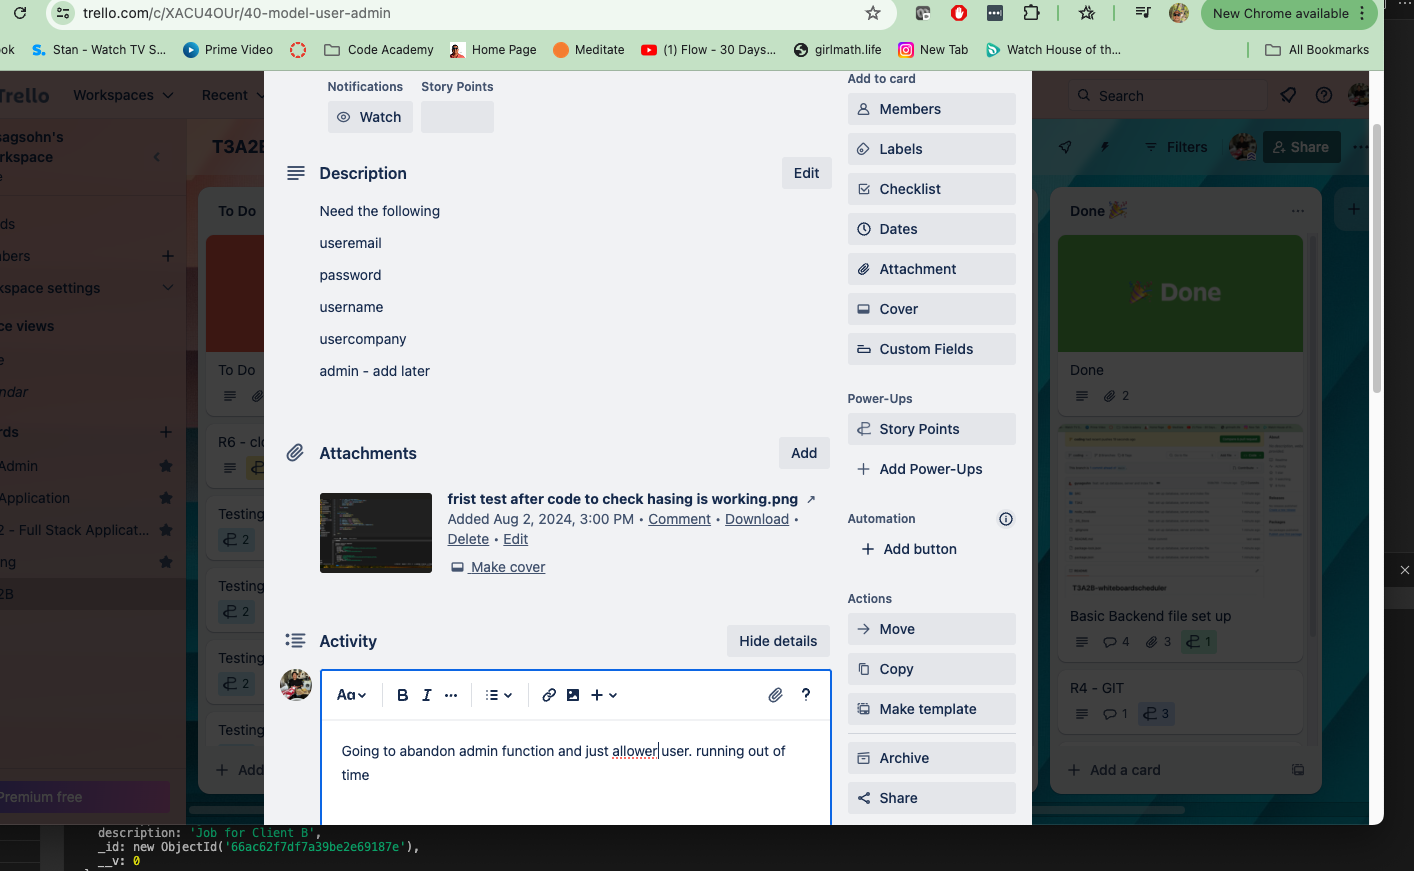 trello.com/c/XACU4OUr/40-model-user-admin
New Chrome available
ok
Stan - Watch TV S...
Prime Video
Code Academy
Home Page
Meditate
(1) Flow - 30 Days...
girlmath.life
New Tab
Watch House of th...
All Bookmarks
Trello
Workspaces
Recent
Search
sagsohn's
rkspace
e
T3A2B
Filters
Share
ds
bers
kspace settings
ce views
e
ndar
rds
Admin
Application
2 - Full Stack Applicat...
ng
2B
Premium free
To Do
To Do
R6 - clo
Testing
2
Testing
2
Testing
2
Testing
Add
Notifications
Story Points
Watch
Description
Edit
Need the following
useremail
password
username
usercompany
admin - add later
Attachments
Add
frist test after code to check hasing is working.png
Added Aug 2, 2024, 3:00 PM • Comment • Download •
Delete • Edit
Make cover
Activity
Hide details
Aa
B
I
?
Going to abandon admin function and just allower user. running out of
time
Add to card
Members
Labels
Checklist
Dates
Attachment
Cover
Custom Fields
Power-Ups
Story Points
Add Power-Ups
Automation
Add button
Actions
Move
Copy
Make template
Archive
Share
Done
Done
Done
2
T3A2B-whiteboardscheduler
Basic Backend file set up
4
3
1
R4 - GIT
1
3
Add a card
description: 'Job for Client B',
_id: new ObjectId('66ac62f7df7a39be2e69187e'),
__v: 0